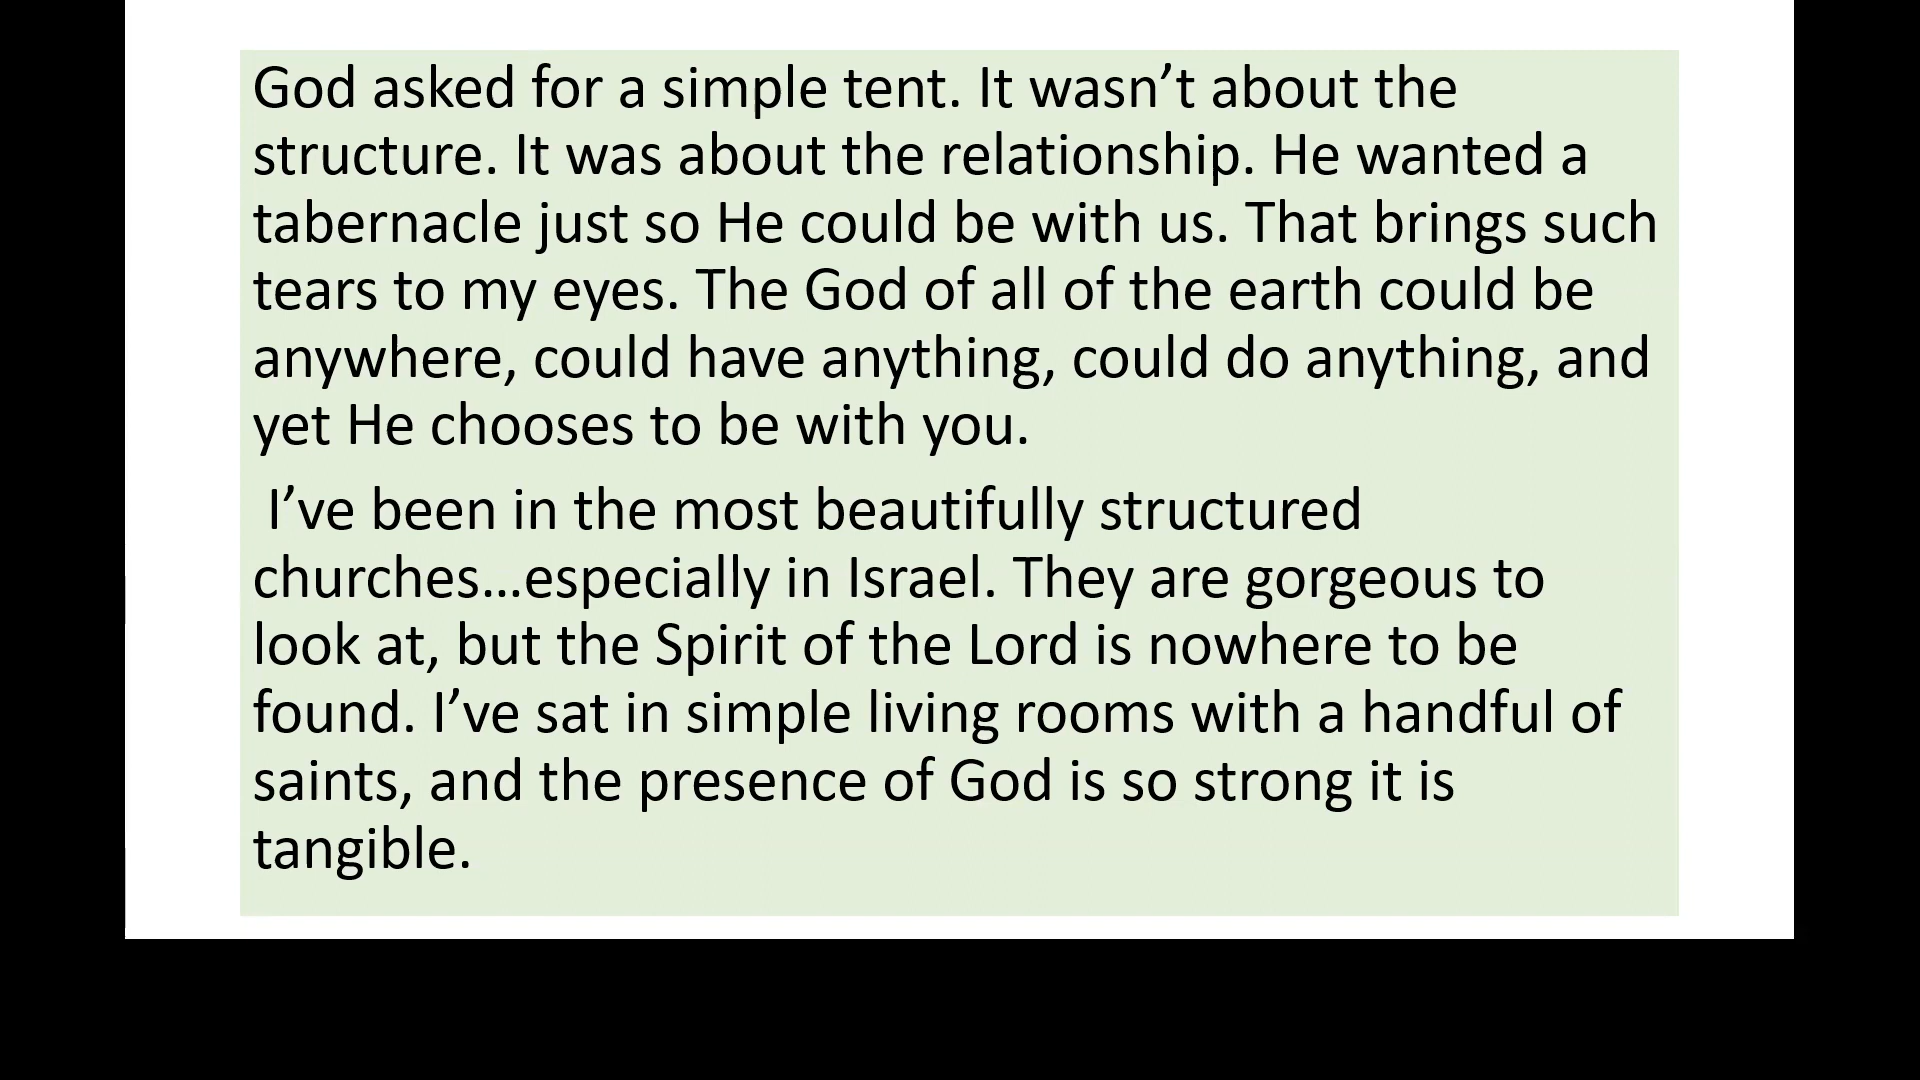 God asked for a simple tent. It wasn’t about the
structure. It was about the relationship. He wanted a
tabernacle just so He could be with us. That brings such
tears to my eyes. The God of all of the earth could be
anywhere, could have anything, could do anything, and
yet He chooses to be with you.
I’ve been in the most beautifully structured
churches…especially in Israel. They are gorgeous to
look at, but the Spirit of the Lord is nowhere to be
found. I’ve sat in simple living rooms with a handful of
saints, and the presence of God is so strong it is
tangible.